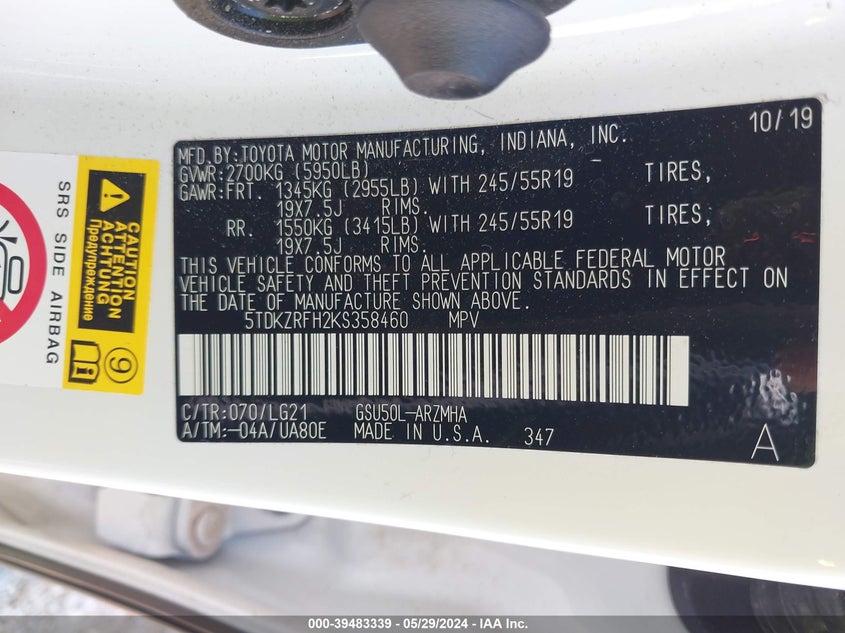 10/19
MFD.BY:TOYOTA MOTOR MANUFACTURING, INDIANA, INC.
GVWR:2700KG (5950LB)
GAWR:FRT. 1345KG (2955LB) WITH 245/55R19 TIRES,
19X7.5J RIMS.
RR. 1550KG (3415LB) WITH 245/55R19 TIRES,
19X7.5J RIMS.
THIS VEHICLE CONFORMS TO ALL APPLICABLE FEDERAL MOTOR
VEHICLE SAFETY AND THEFT PREVENTION STANDARDS IN EFFECT ON
THE DATE OF MANUFACTURE SHOWN ABOVE.
5TDKZRFH2KS358460 MPV
C/TR:070/LG21 GSU50L-ARZMHA
A/TM:-04A/UA80E MADE IN U.S.A. 347
A
SRS SIDE AIRBAG
CAUTION
ATTENTION
ACHTUNG
Предупреждение
9
000-39483339 - 05/29/2024 - IAA Inc.